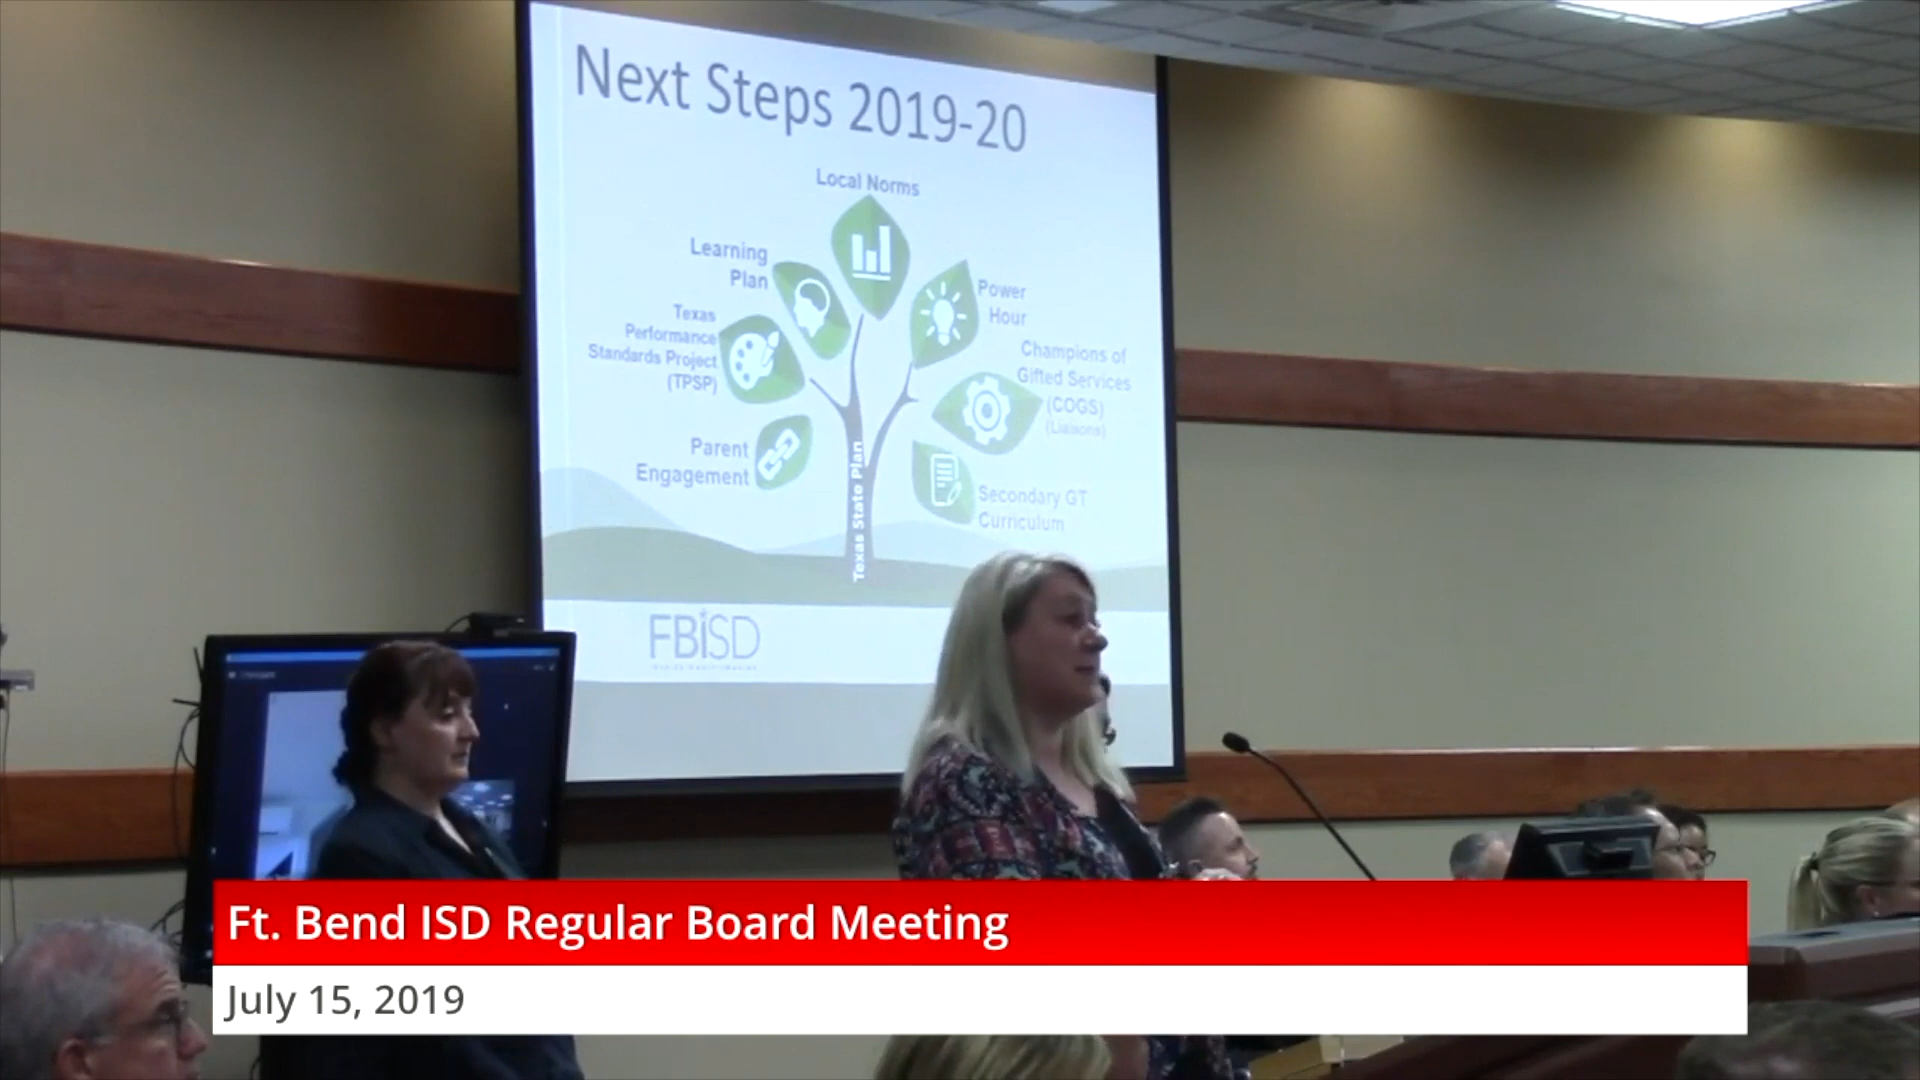 Next Steps 2019-20
Local Norms
Learning
Plan
Power
Hour
Texas
Performance
Standards Project
(TPSP)
Champions of
Gifted Services
(COGS)
(Liaisons)
Parent
Engagement
Secondary GT
Curriculum
Texas State Plan
FBISD
Ft. Bend ISD Regular Board Meeting
July 15, 2019